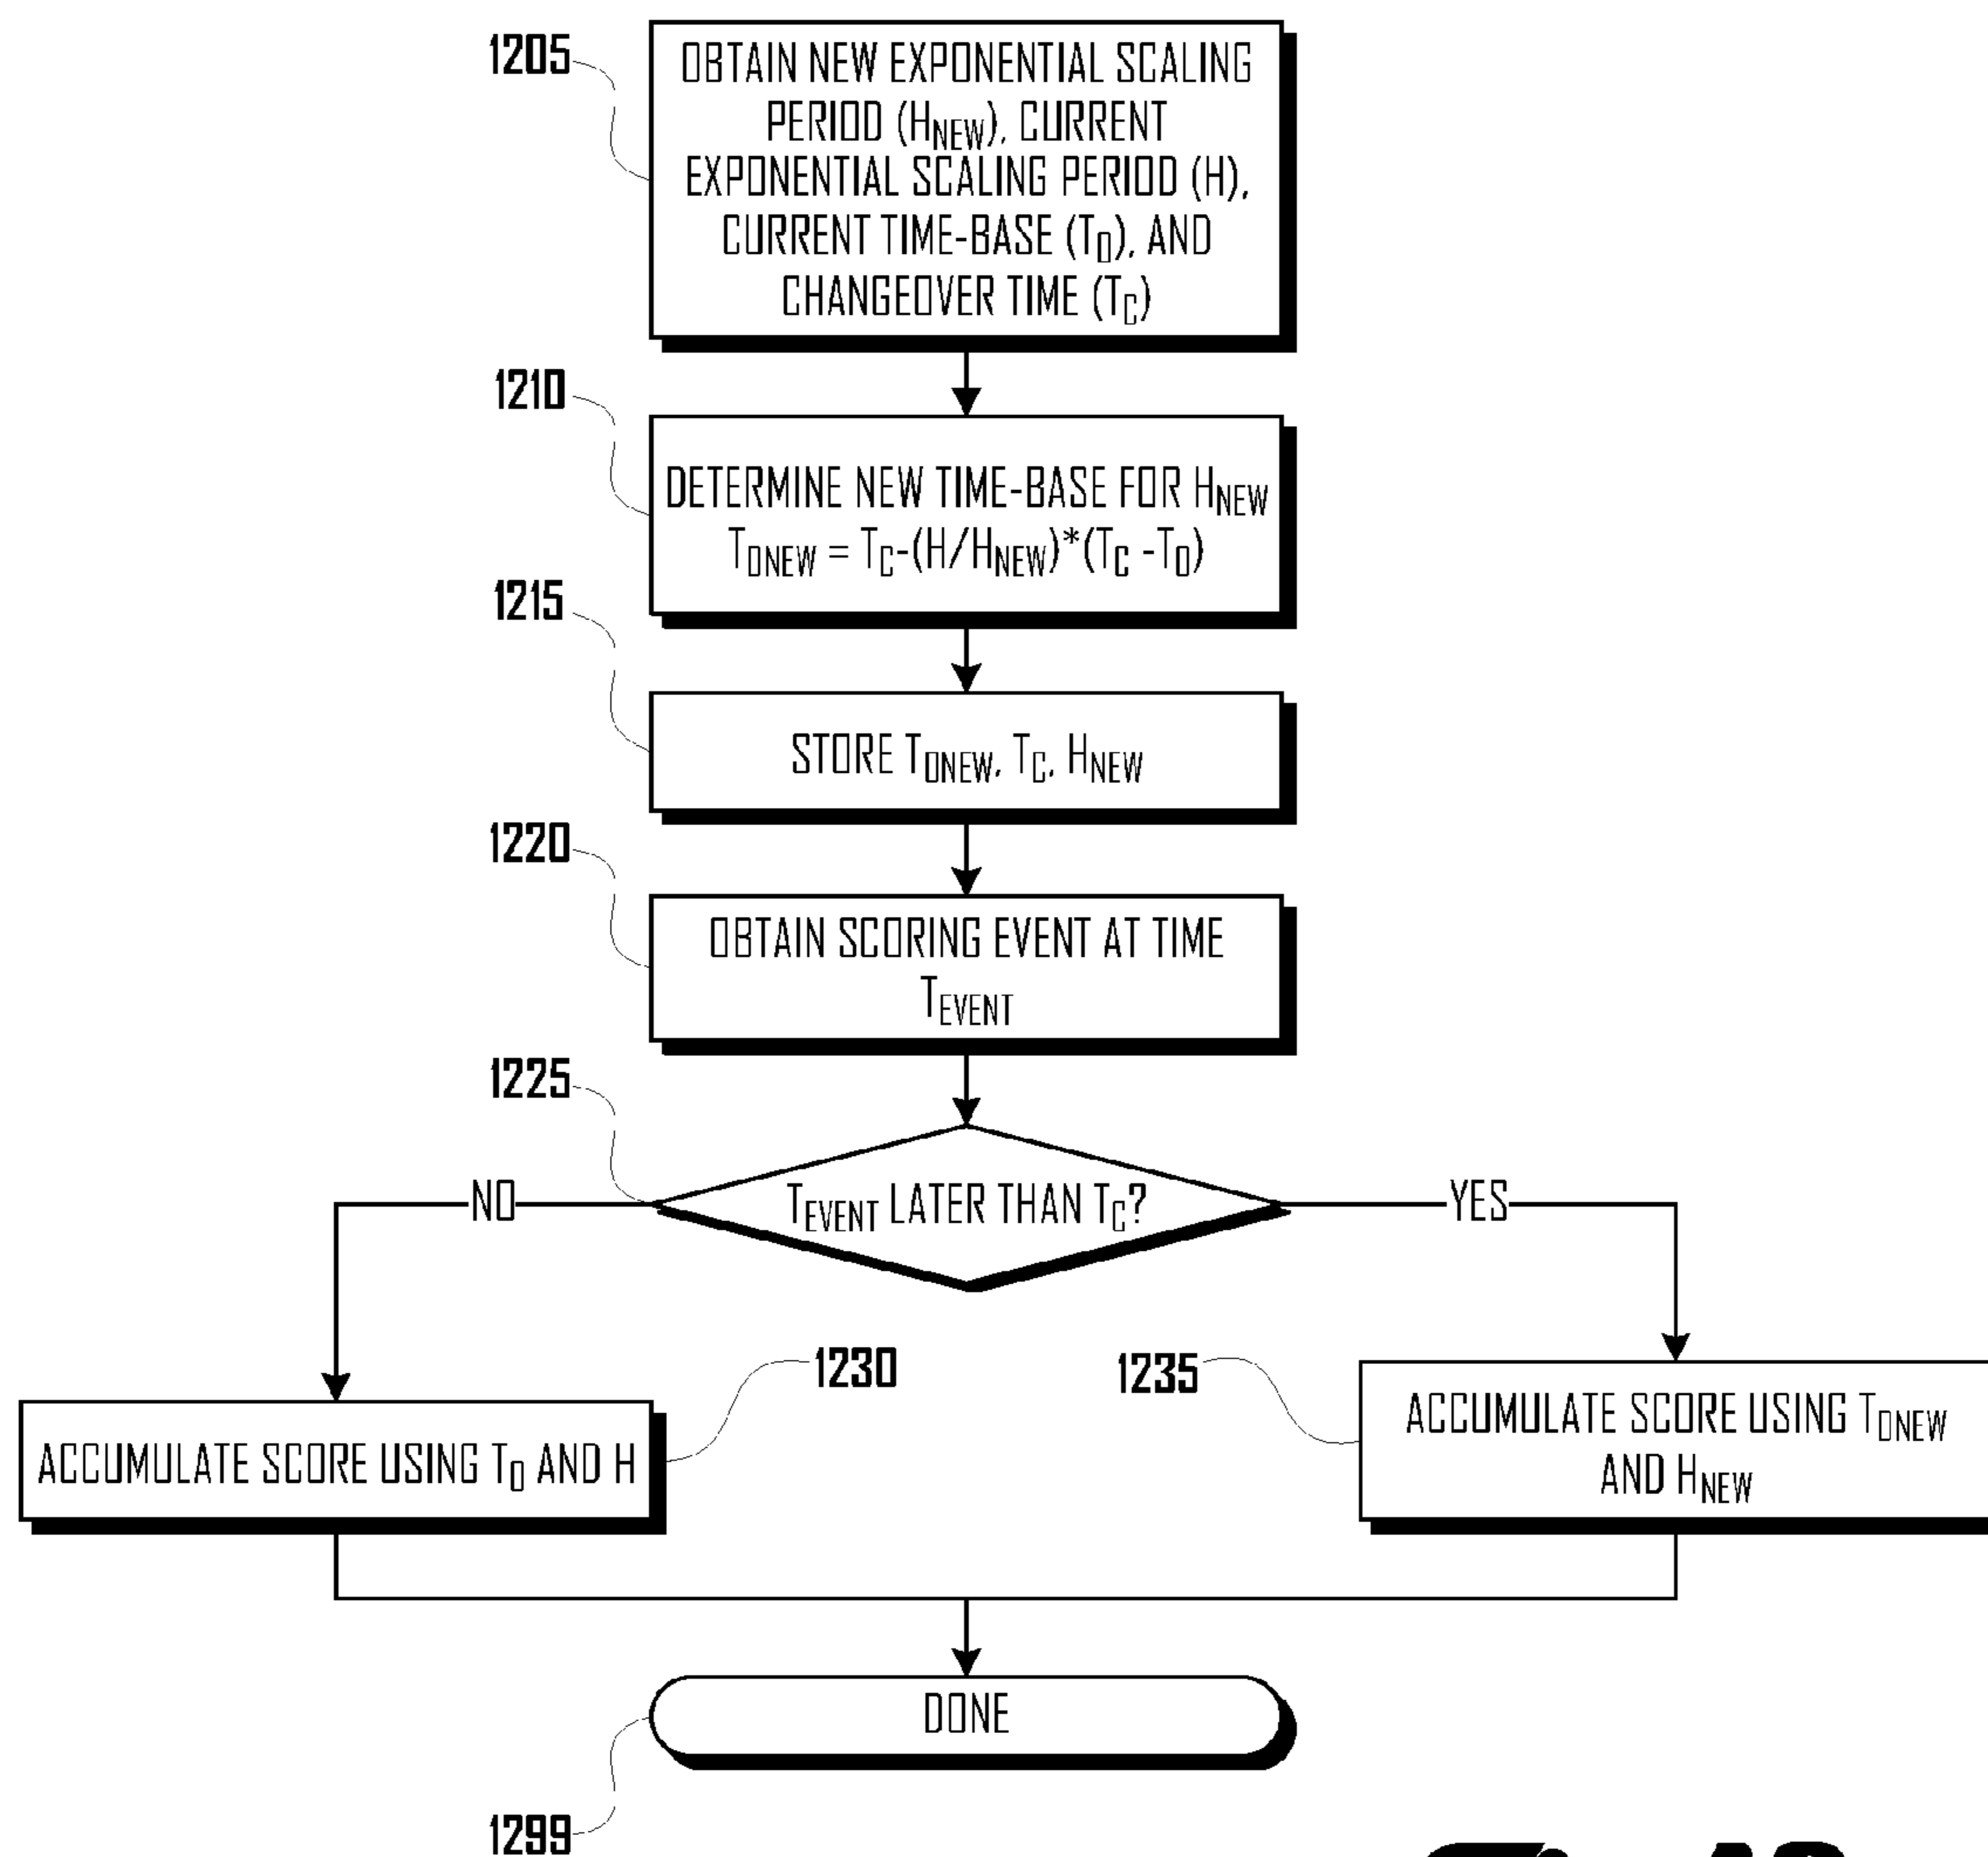 1205
OBTAIN NEW EXPONENTIAL SCALING
PERIOD (HNEW), CURRENT
EXPONENTIAL SCALING PERIOD (H),
CURRENT TIME-BASE (T0), AND
CHANGEOVER TIME (TC)
1210
DETERMINE NEW TIME-BASE FOR HNEW
T0NEW = TC-(H/HNEW)*(TC -T0)
1215
STORE T0NEW, TC, HNEW
1220
OBTAIN SCORING EVENT AT TIME
TEVENT
1225
TEVENT LATER THAN TC?
NO
YES
1230
ACCUMULATE SCORE USING T0 AND H
1235
ACCUMULATE SCORE USING T0NEW
AND HNEW
DONE
1299